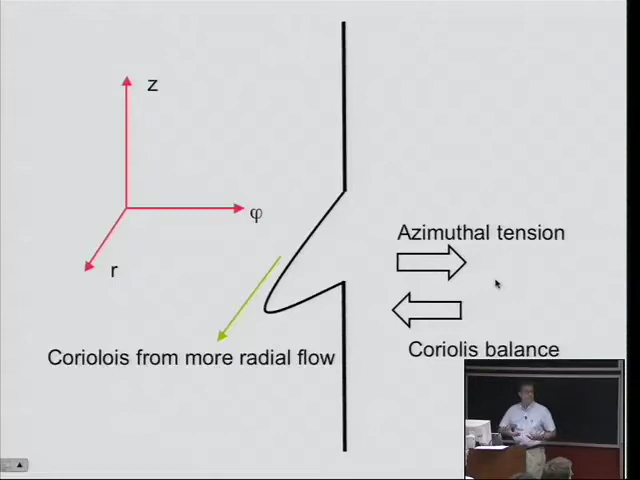 z
φ
r
Azimuthal tension
Coriolois from more radial flow
Coriolis balance